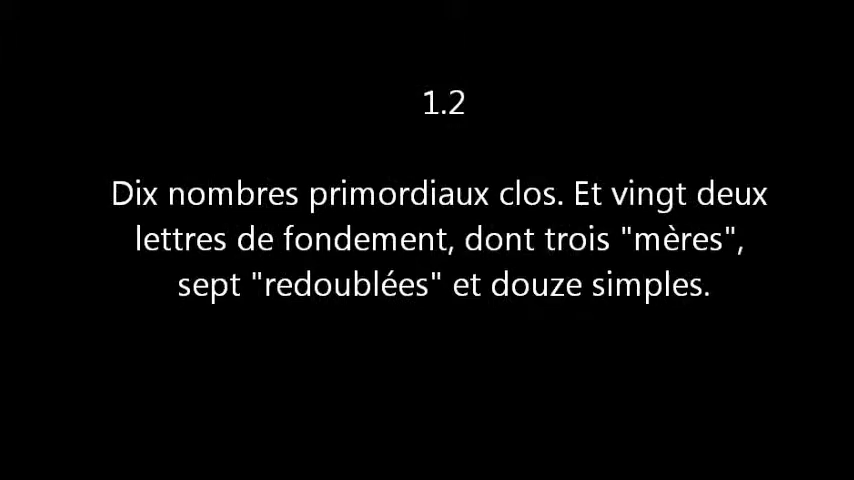 1.2
Dix nombres primordiaux clos. Et vingt deux
lettres de fondement, dont trois "mères",
sept "redoublées" et douze simples.